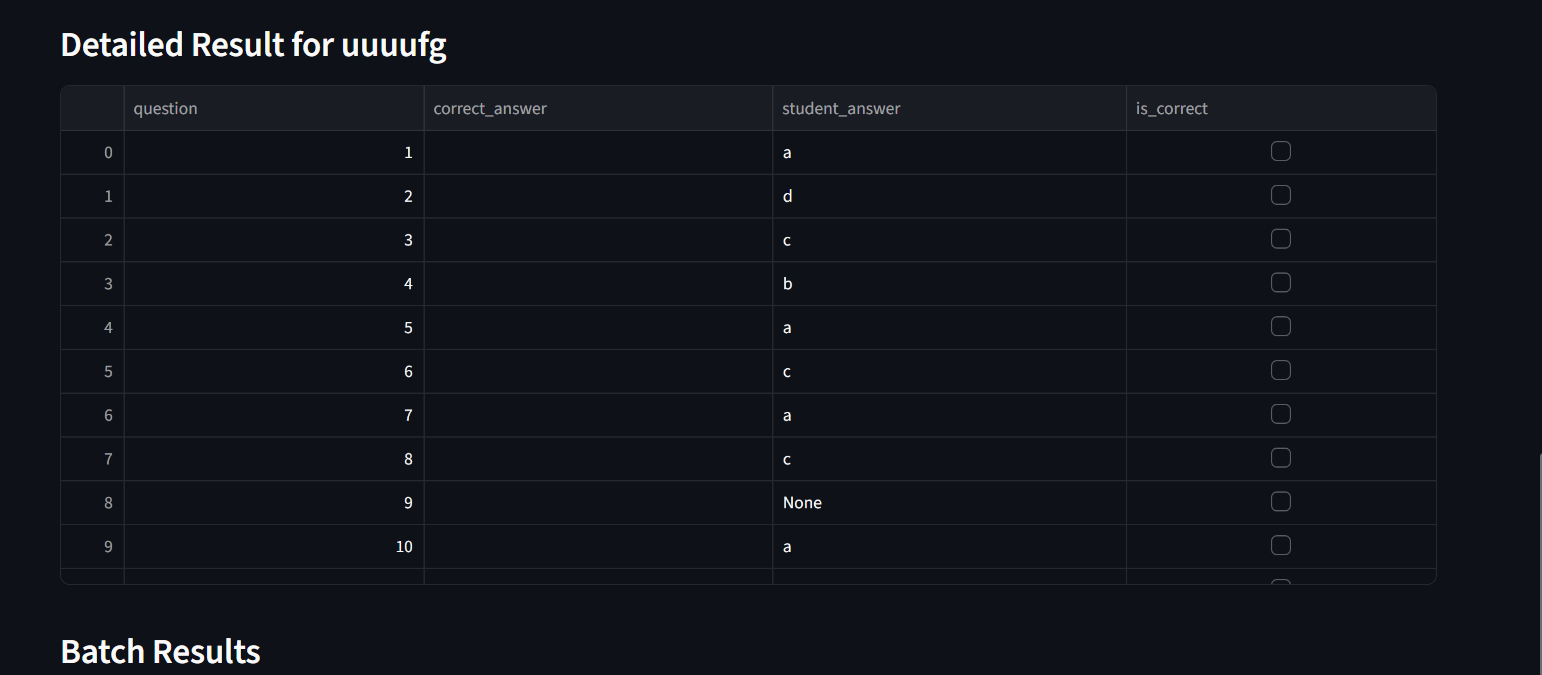 Detailed Result for uuuufg
question correct_answer student_answer is_correct
0 1 a
1 2 d
2 3 c
3 4 b
4 5 a
5 6 c
6 7 a
7 8 c
8 9 None
9 10 a
Batch Results